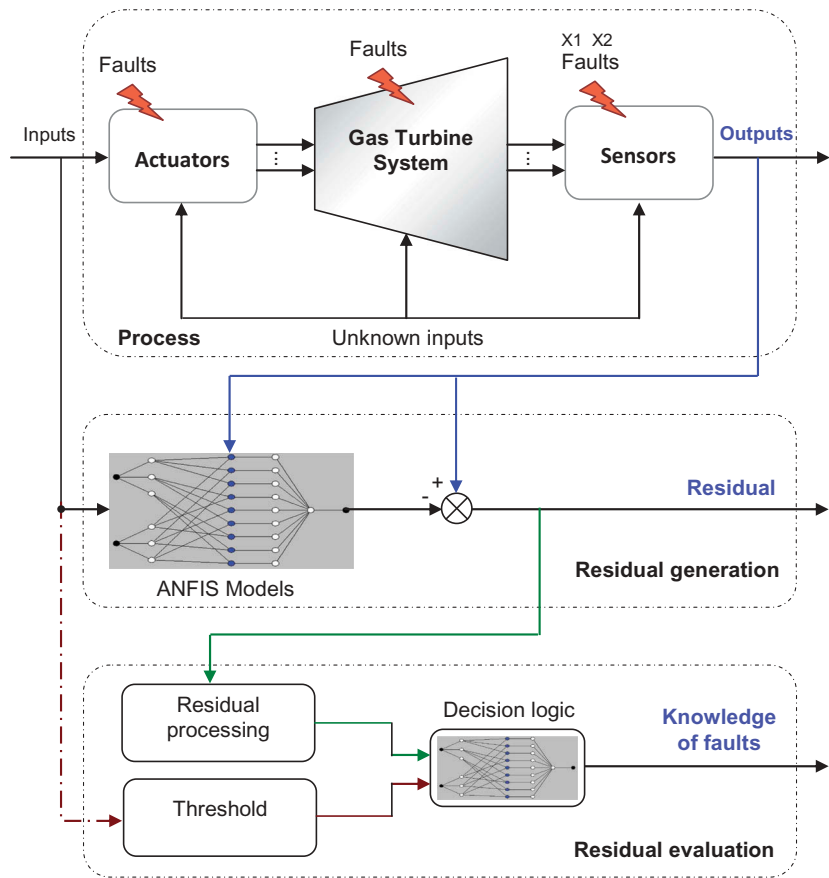 X1 X2
Faults
Faults
Faults
Inputs
Actuators
Gas Turbine
System
Sensors
Outputs
Process
Unknown inputs
+
-
Residual
ANFIS Models
Residual generation
Residual
processing
Decision logic
Knowledge
of faults
Threshold
Residual evaluation